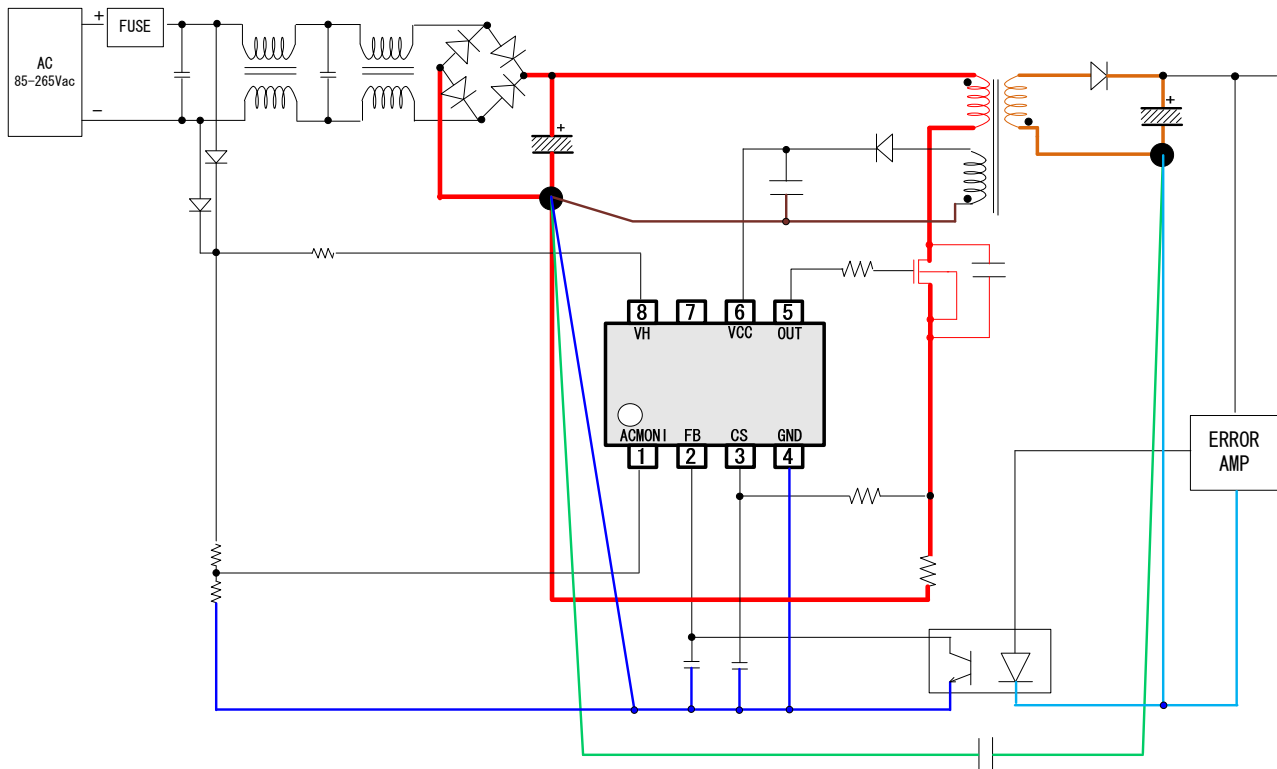 AC
85-265Vac
+
-
FUSE
+
+
8
7
6
5
VH
VCC
OUT
ACMONI
FB
CS
GND
1
2
3
4
ERROR
AMP